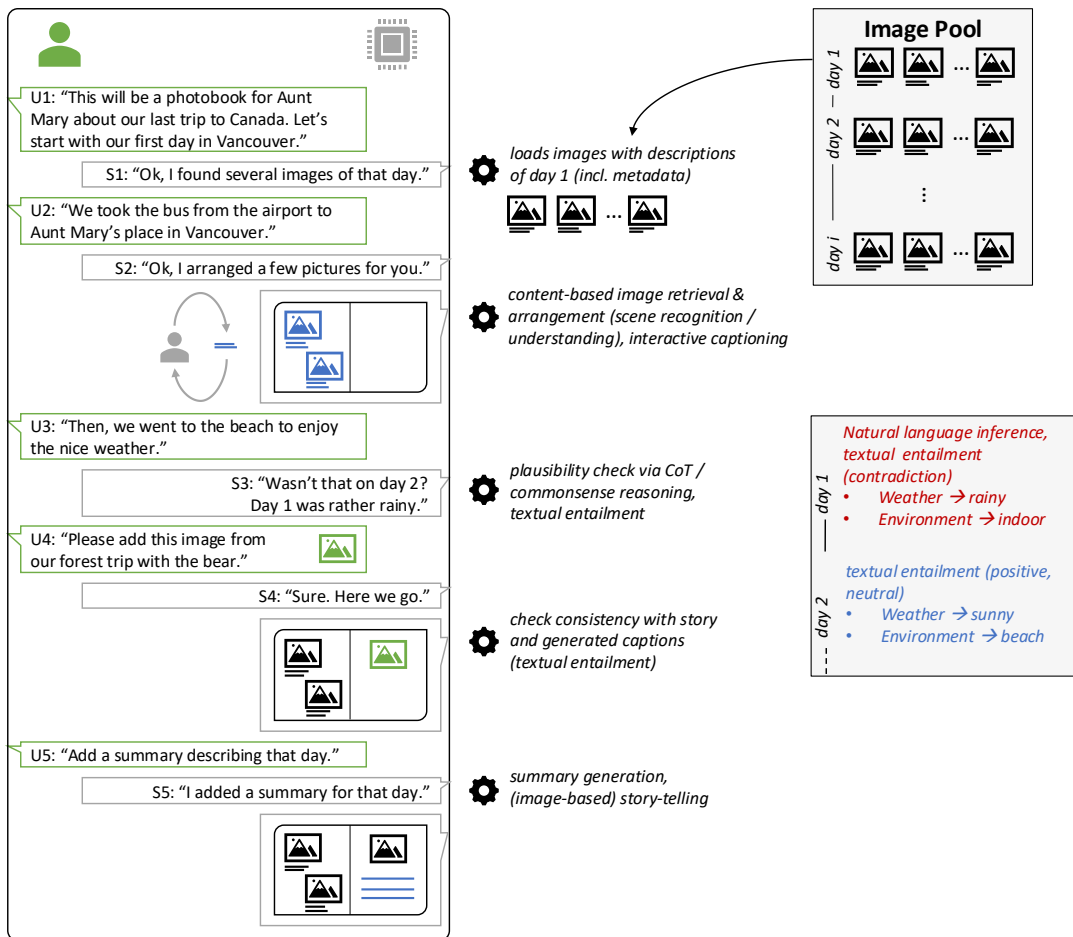 U1: “This will be a photobook for Aunt
Mary about our last trip to Canada. Let’s
start with our first day in Vancouver.”
S1: “Ok, I found several images of that day.”
loads images with descriptions
of day 1 (incl. metadata)
...
Image Pool
day 1
...
day 2
...
...
day i
...
U2: “We took the bus from the airport to
Aunt Mary’s place in Vancouver.”
S2: “Ok, I arranged a few pictures for you.”
content-based image retrieval &
arrangement (scene recognition /
understanding), interactive captioning
U3: “Then, we went to the beach to enjoy
the nice weather.”
S3: “Wasn’t that on day 2?
Day 1 was rather rainy.”
plausibility check via CoT /
commonsense reasoning,
textual entailment
day 1
Natural language inference,
textual entailment
(contradiction)
• Weather → rainy
• Environment → indoor
day 2
textual entailment (positive,
neutral)
• Weather → sunny
• Environment → beach
U4: “Please add this image from
our forest trip with the bear.”
S4: “Sure. Here we go.”
check consistency with story
and generated captions
(textual entailment)
U5: “Add a summary describing that day.”
S5: “I added a summary for that day.”
summary generation,
(image-based) story-telling